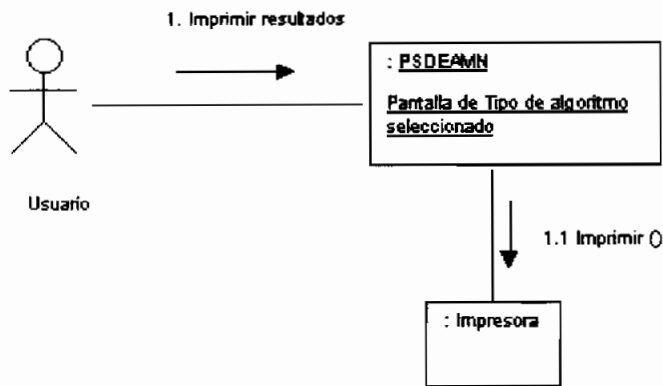 1. Imprimir resultados
: PSDEAMN
Pantalla de Tipo de algoritmo
seleccionado
Usuario
1.1 Imprimir ()
: Impresora